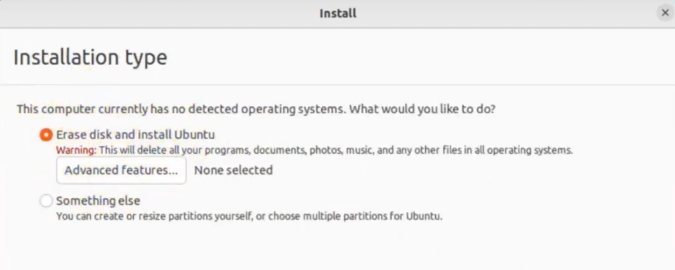 Install
Installation type
This computer currently has no detected operating systems. What would you like to do?
Erase disk and install Ubuntu
Warning: This will delete all your programs, documents, photos, music, and any other files in all operating systems.
Advanced features... None selected
Something else
You can create or resize partitions yourself, or choose multiple partitions for Ubuntu.